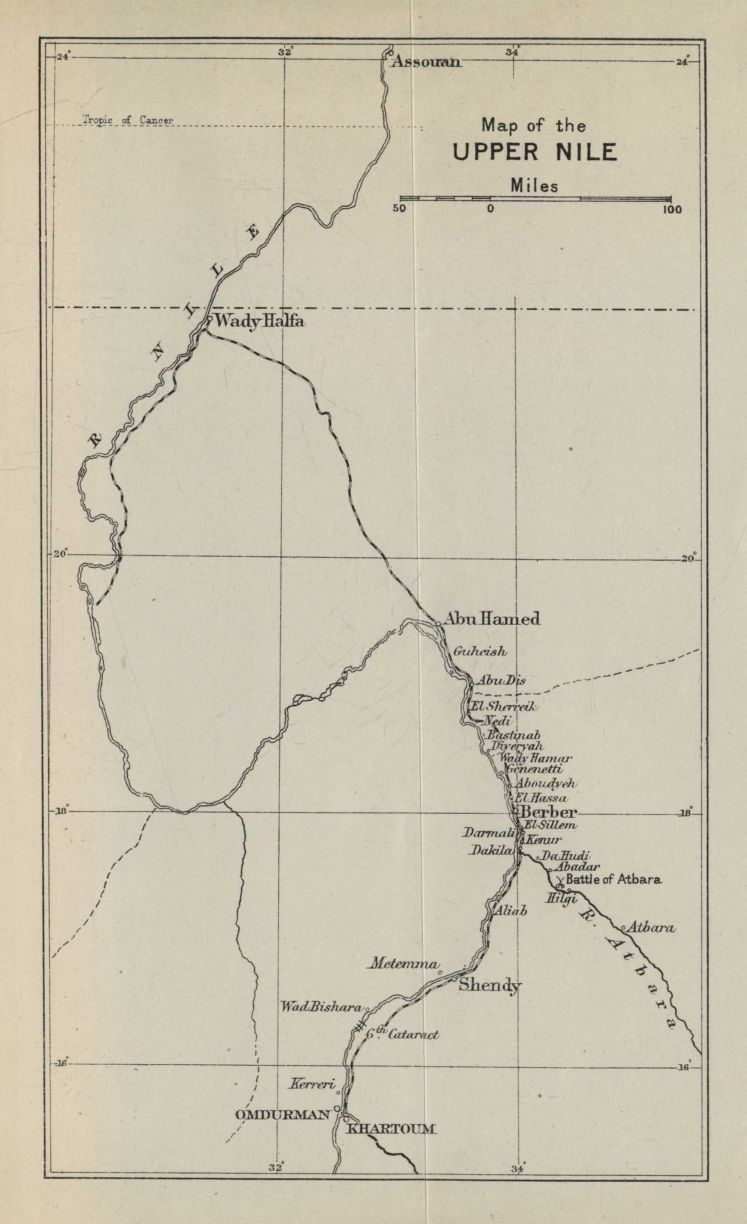 32° 34°
24° 24°
Assouan
Tropic of Cancer
Map of the
UPPER NILE
Miles
50 0 100
R. NILE
Wady Halfa
20° 20°
Abu Hamed
Guheish
Abu Dis
El Sherreik
Nedi
Bastinab
Diyeryah
Wady Hamar
Genenetti
Aboudyeh
El Hassa
18° 18°
Berber
El Sillem
Darmali
Kenur
Dakila
Da Hudi
Abadar
Battle of Atbara
Hilgi
Aliab
Atbara
R. Atbara
Metemma
Shendy
Wad Bishara
6th Cataract
16° 16°
Kerreri
OMDURMAN
KHARTOUM
32° 34°